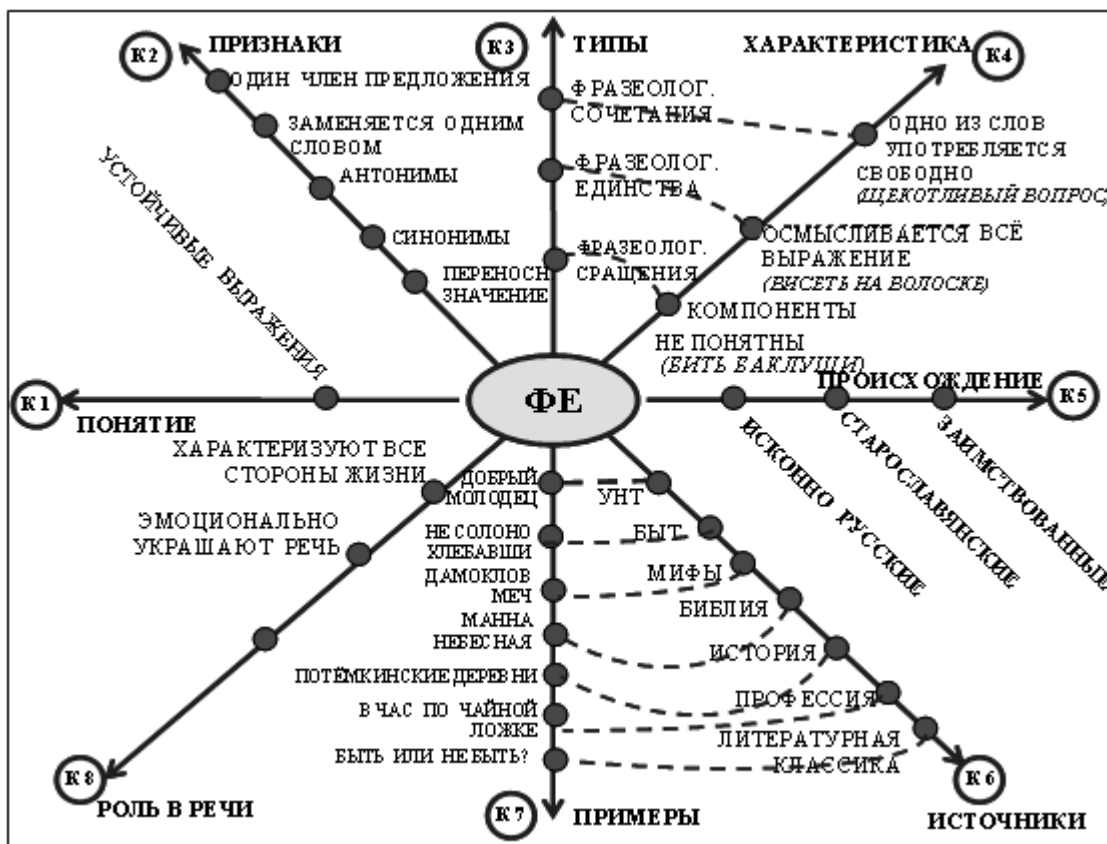 К2
ПРИЗНАКИ
ОДИН ЧЛЕН ПРЕДЛОЖЕНИЯ
ЗАМЕНЯЕТСЯ ОДНИМ
СЛОВОМ
АНТОНИМЫ
СИНОНИМЫ
ПЕРЕНОСН
ЗНАЧЕНИЕ
К3
ТИПЫ
ФРАЗЕОЛОГ.
СОЧЕТАНИЯ
ФРАЗЕОЛОГ.
ЕДИНСТВА
ФРАЗЕОЛОГ.
СРАЩЕНИЯ
ХАРАКТЕРИСТИКА
К4
ОДНО ИЗ СЛОВ
УПОТРЕБЛЯЕТСЯ
СВОБОДНО
(ЩЕКОТЛИВЫЙ ВОПРОС)
ОСМЫСЛИВАЕТСЯ ВСЁ
ВЫРАЖЕНИЕ
(ВИСЕТЬ НА ВОЛОСКЕ)
КОМПОНЕНТЫ
НЕ ПОНЯТНЫ
(БИТЬ БАКЛУШИ)
УСТОЙЧИВЫЕ ВЫРАЖЕНИЯ
К1
ПОНЯТИЕ
ФЕ
ПРОИСХОЖДЕНИЕ
К5
ИСКОННО РУССКИЕ
СТАРОСЛАВЯНСКИЕ
ЗАИМСТВОВАННЫЕ
ХАРАКТЕРИЗУЮТ ВСЕ
СТОРОНЫ ЖИЗНИ
ЭМОЦИОНАЛЬНО
УКРАШАЮТ РЕЧЬ
К8
РОЛЬ В РЕЧИ
ДОБРЫЙ
МОЛОДЕЦ
НЕ СОЛОНО
ХЛЕБАВШИ
ДАМОКЛОВ
МЕЧ
МАННА
НЕБЕСНАЯ
ПОТЁМКИНСКИЕ ДЕРЕВНИ
В ЧАС ПО ЧАЙНОЙ
ЛОЖКЕ
БЫТЬ ИЛИ НЕ БЫТЬ?
К7
ПРИМЕРЫ
УНТ
БЫТ
МИФЫ
БИБЛИЯ
ИСТОРИЯ
ПРОФЕССИЯ
ЛИТЕРАТУРНАЯ
КЛАССИКА
К6
ИСТОЧНИКИ